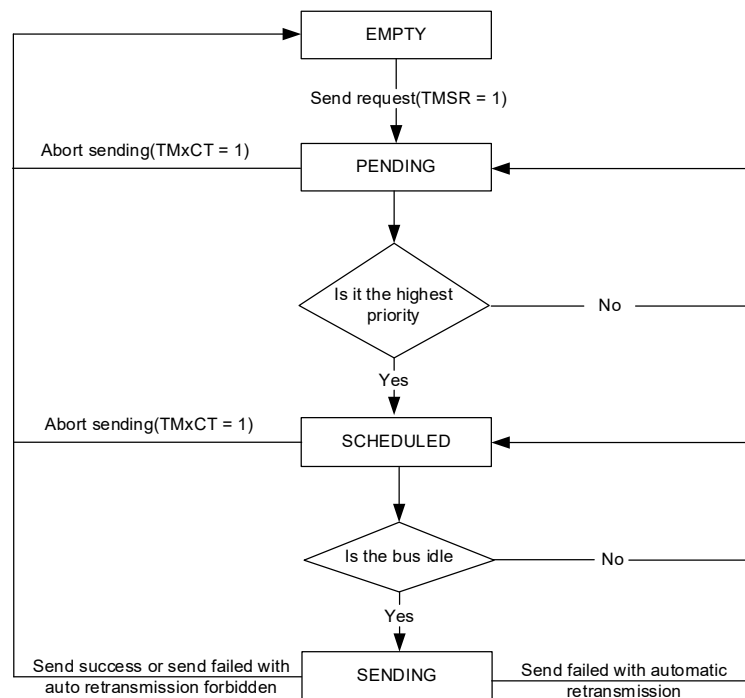 EMPTY
Send request(TMSR = 1)
Abort sending(TMxCT = 1)
PENDING
Is it the highest
priority
No
Yes
Abort sending(TMxCT = 1)
SCHEDULED
Is the bus idle
No
Yes
Send success or send failed with
auto retransmission forbidden
SENDING
Send failed with automatic
retransmission